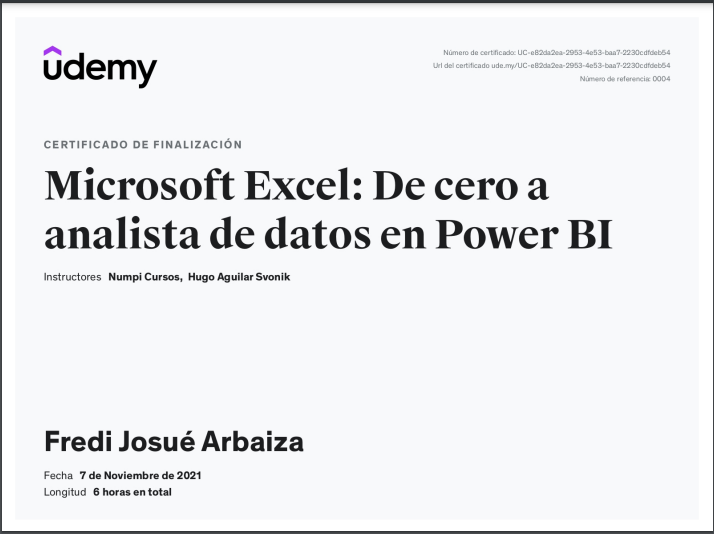 udemy
Número de certificado: UC-e82da2ea-2953-4e53-baa7-2230cdfdeb54
Url del certificado ude.my/UC-e82da2ea-2953-4e53-baa7-2230cdfdeb54
Número de referencia: 0004
CERTIFICADO DE FINALIZACIÓN
Microsoft Excel: De cero a
analista de datos en Power BI
Instructores Numpi Cursos, Hugo Aguilar Svonik
Fredi Josué Arbaiza
Fecha 7 de Noviembre de 2021
Longitud 6 horas en total